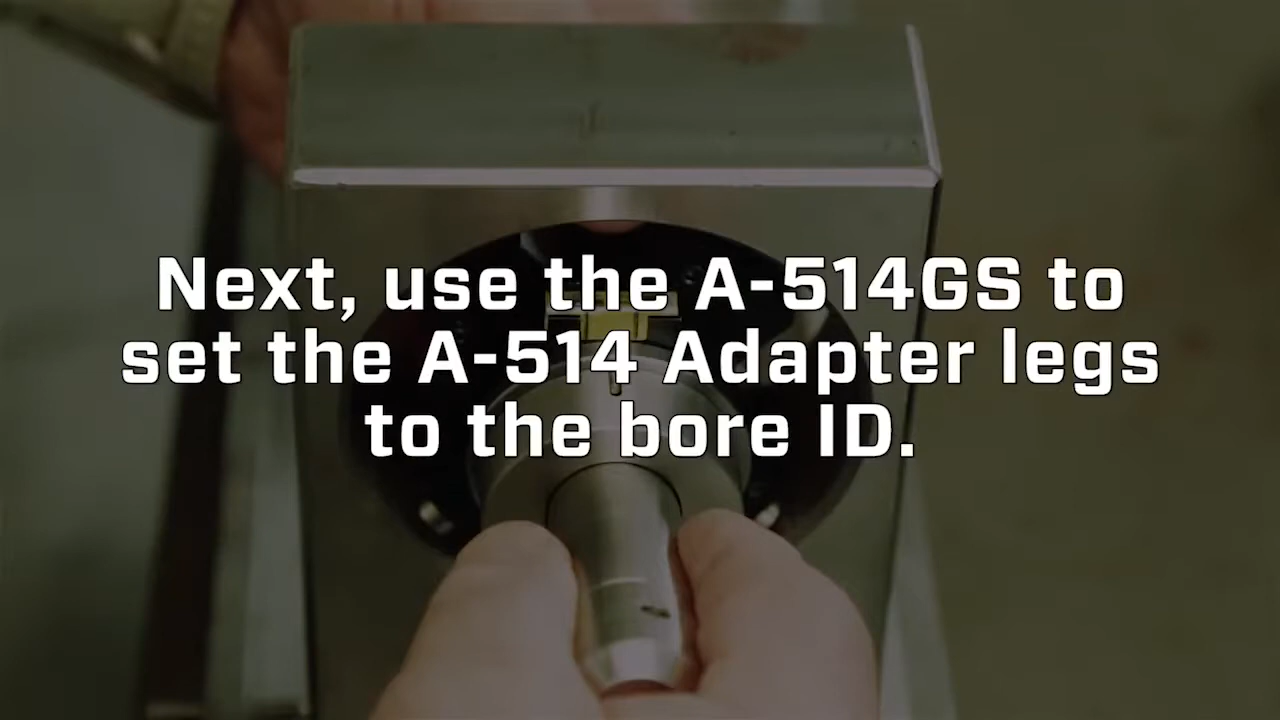 Next, use the A-514GS to
set the A-514 Adapter legs
to the bore ID.